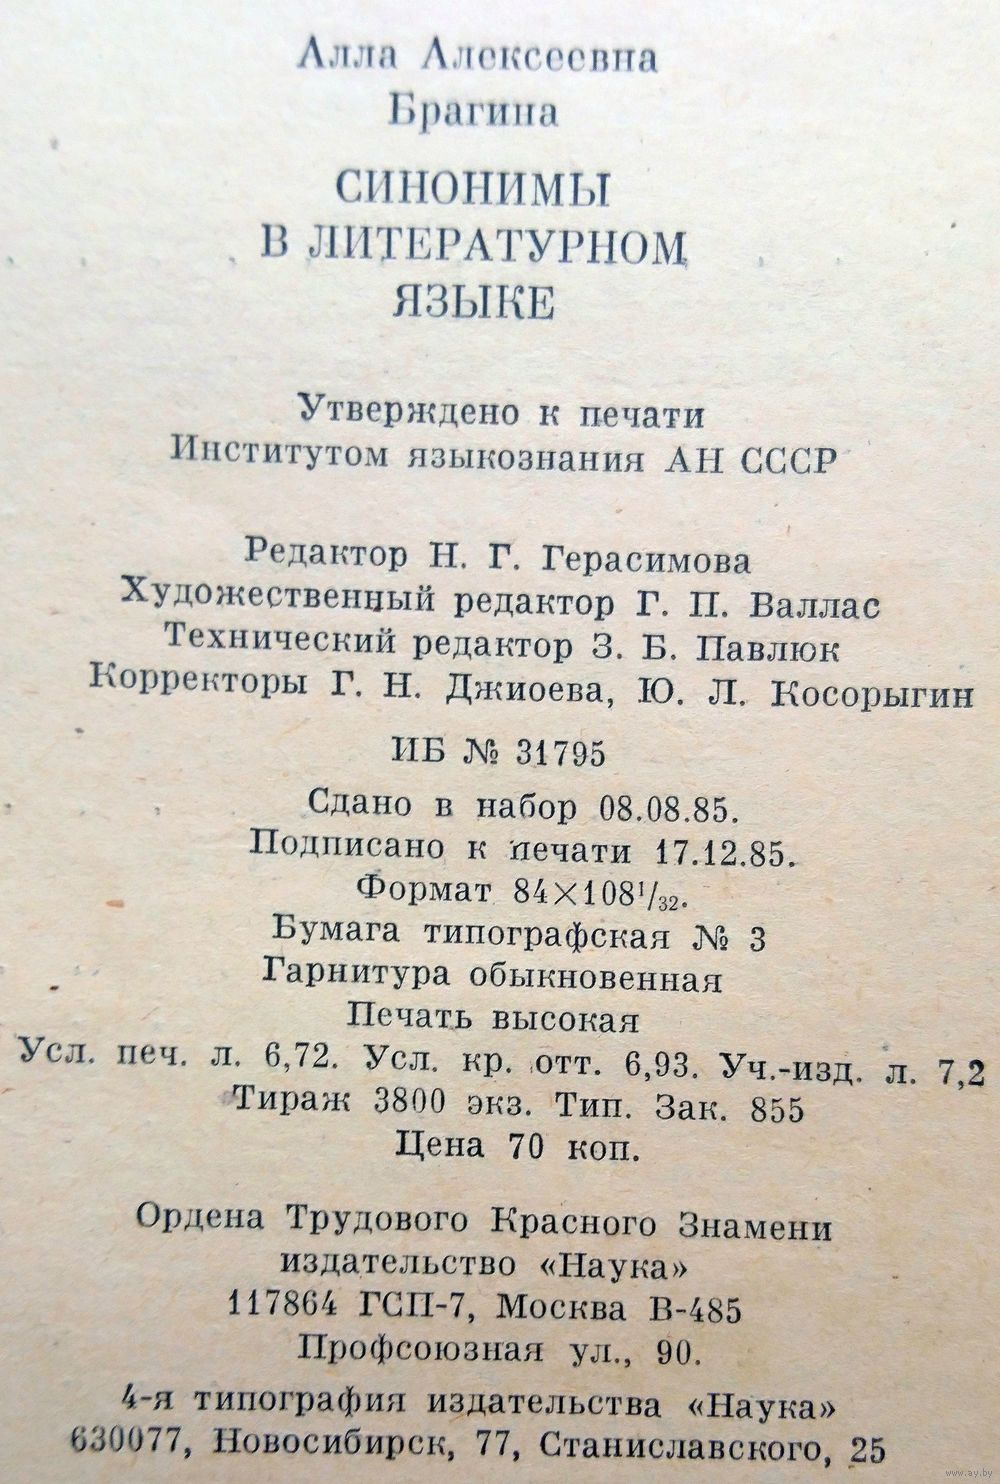 Алла Алексеевна
Брагина
СИНОНИМЫ
В ЛИТЕРАТУРНОМ
ЯЗЫКЕ
Утверждено к печати
Институтом языкознания АН СССР
Редактор Н. Г. Герасимова
Художественный редактор Г. П. Валлас
Технический редактор З. Б. Павлюк
Корректоры Г. Н. Джиоева, Ю. Л. Косорыгин
ИБ № 31795
Сдано в набор 08.08.85.
Подписано к печати 17.12.85.
Формат 84×108¹/₃₂.
Бумага типографская № 3
Гарнитура обыкновенная
Печать высокая
Усл. печ. л. 6,72. Усл. кр. отт. 6,93. Уч.-изд. л. 7,2
Тираж 3800 экз. Тип. Зак. 855
Цена 70 коп.
Ордена Трудового Красного Знамени
издательство «Наука»
117864 ГСП-7, Москва В-485
Профсоюзная ул., 90.
4-я типография издательства «Наука»
630077, Новосибирск, 77, Станиславского, 25
www.ay.by